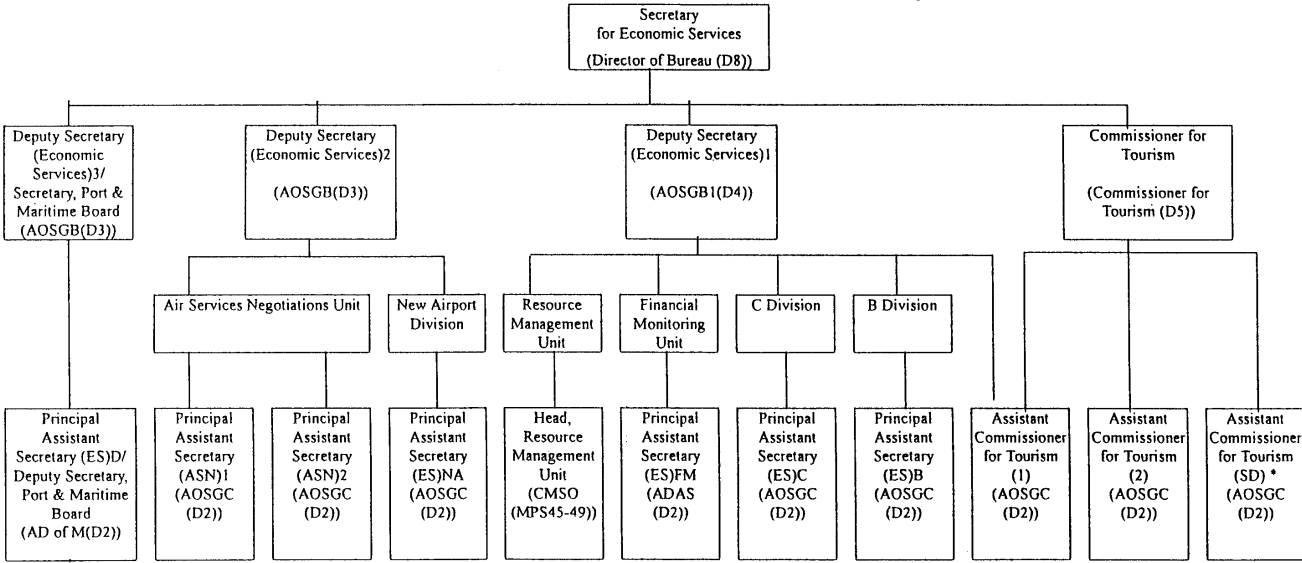 Secretary
for Economic Services
(Director of Bureau (D8))
Deputy Secretary
(Economic
Services)3/
Secretary, Port &
Maritime Board
(AOSGB(D3))
Deputy Secretary
(Economic Services)2
(AOSGB(D3))
Deputy Secretary
(Economic Services)1
(AOSGB1(D4))
Commissioner for
Tourism
(Commissioner for
Tourism (D5))
Air Services Negotiations Unit
New Airport
Division
Resource
Management
Unit
Financial
Monitoring
Unit
C Division
B Division
Principal
Assistant
Secretary (ES)D/
Deputy Secretary,
Port & Maritime
Board
(AD of M(D2))
Principal
Assistant
Secretary
(ASN)1
(AOSGC
(D2))
Principal
Assistant
Secretary
(ASN)2
(AOSGC
(D2))
Principal
Assistant
Secretary
(ES)NA
(AOSGC
(D2))
Head,
Resource
Management
Unit
(CMSO
(MPS45-49))
Principal
Assistant
Secretary
(ES)FM
(ADAS
(D2))
Principal
Assistant
Secretary
(ES)C
(AOSGC
(D2))
Principal
Assistant
Secretary
(ES)B
(AOSGC
(D2))
Assistant
Commissioner
for Tourism
(1)
(AOSGC
(D2))
Assistant
Commissioner
for Tourism
(2)
(AOSGC
(D2))
Assistant
Commissioner
for Tourism
(SD) *
(AOSGC
(D2))